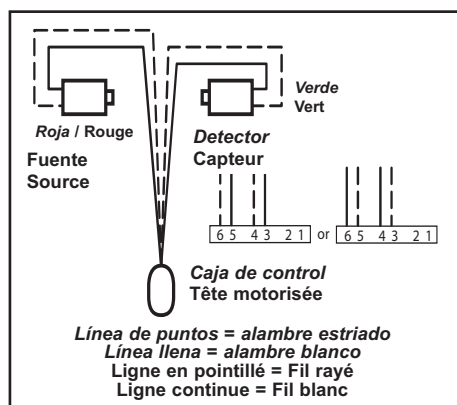 Roja / Rouge
Fuente
Source
Verde
Vert
Detector
Capteur
6 5 4 3 2 1 or 6 5 4 3 2 1
Caja de control
Tête motorisée
Línea de puntos = alambre estriado
Línea llena = alambre blanco
Ligne en pointillé = Fil rayé
Ligne continue = Fil blanc